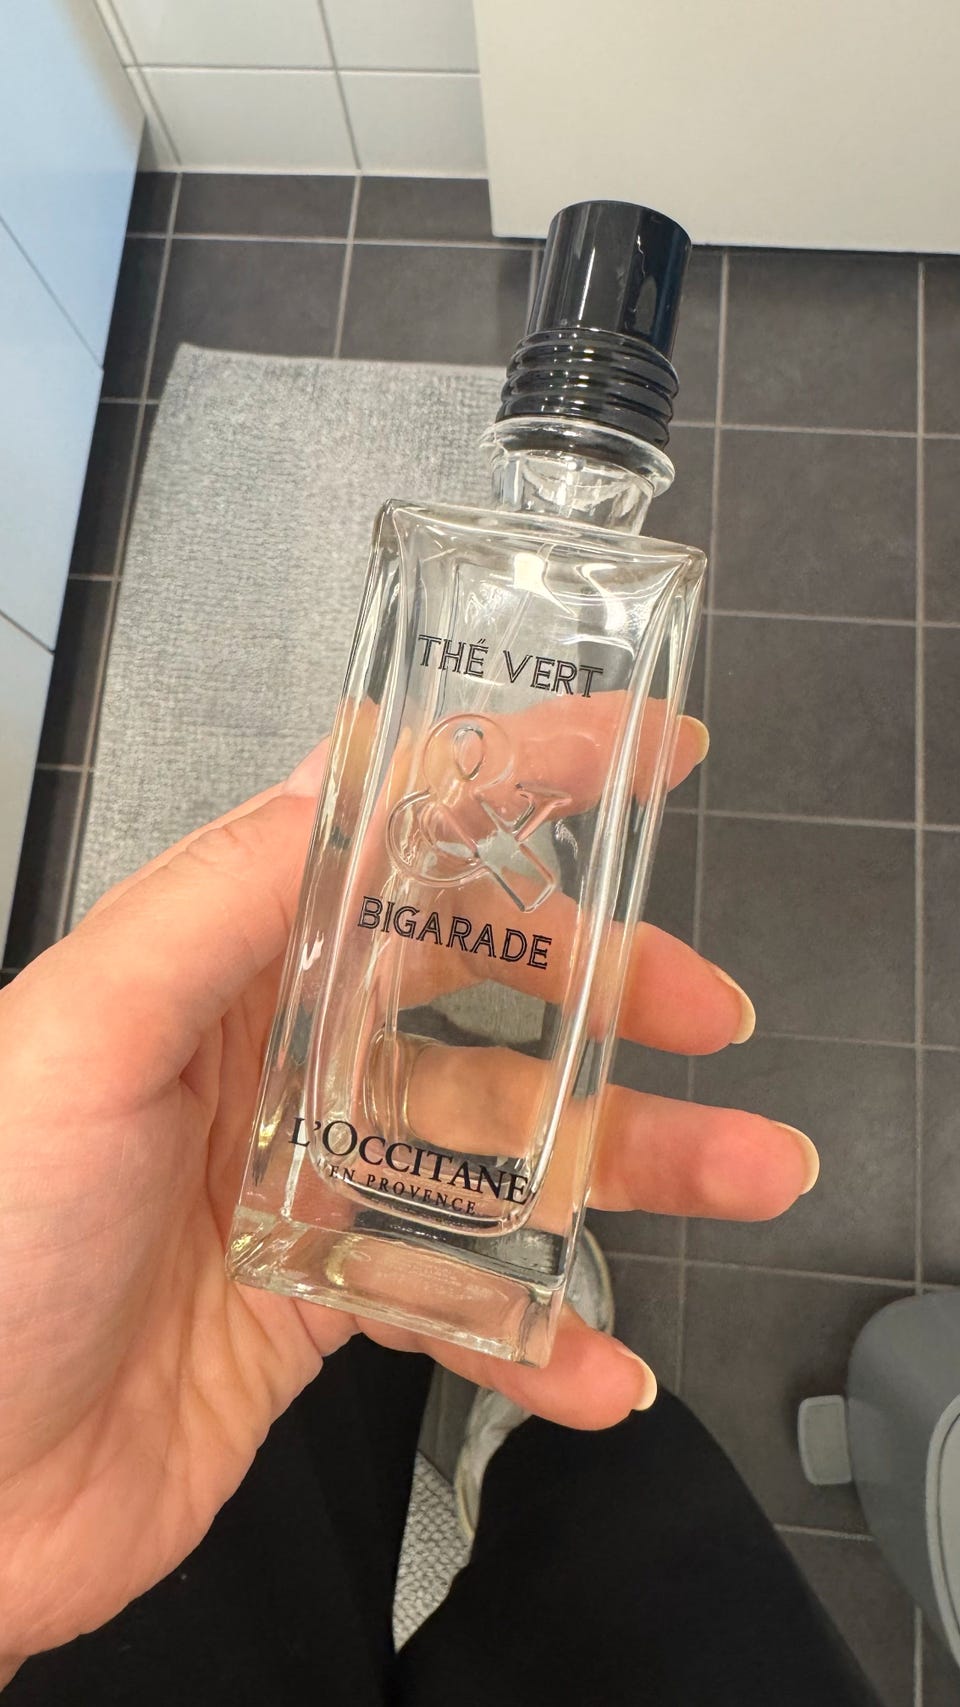 THÉ VERT
&
BIGARADE
L'OCCITANE
EN PROVENCE